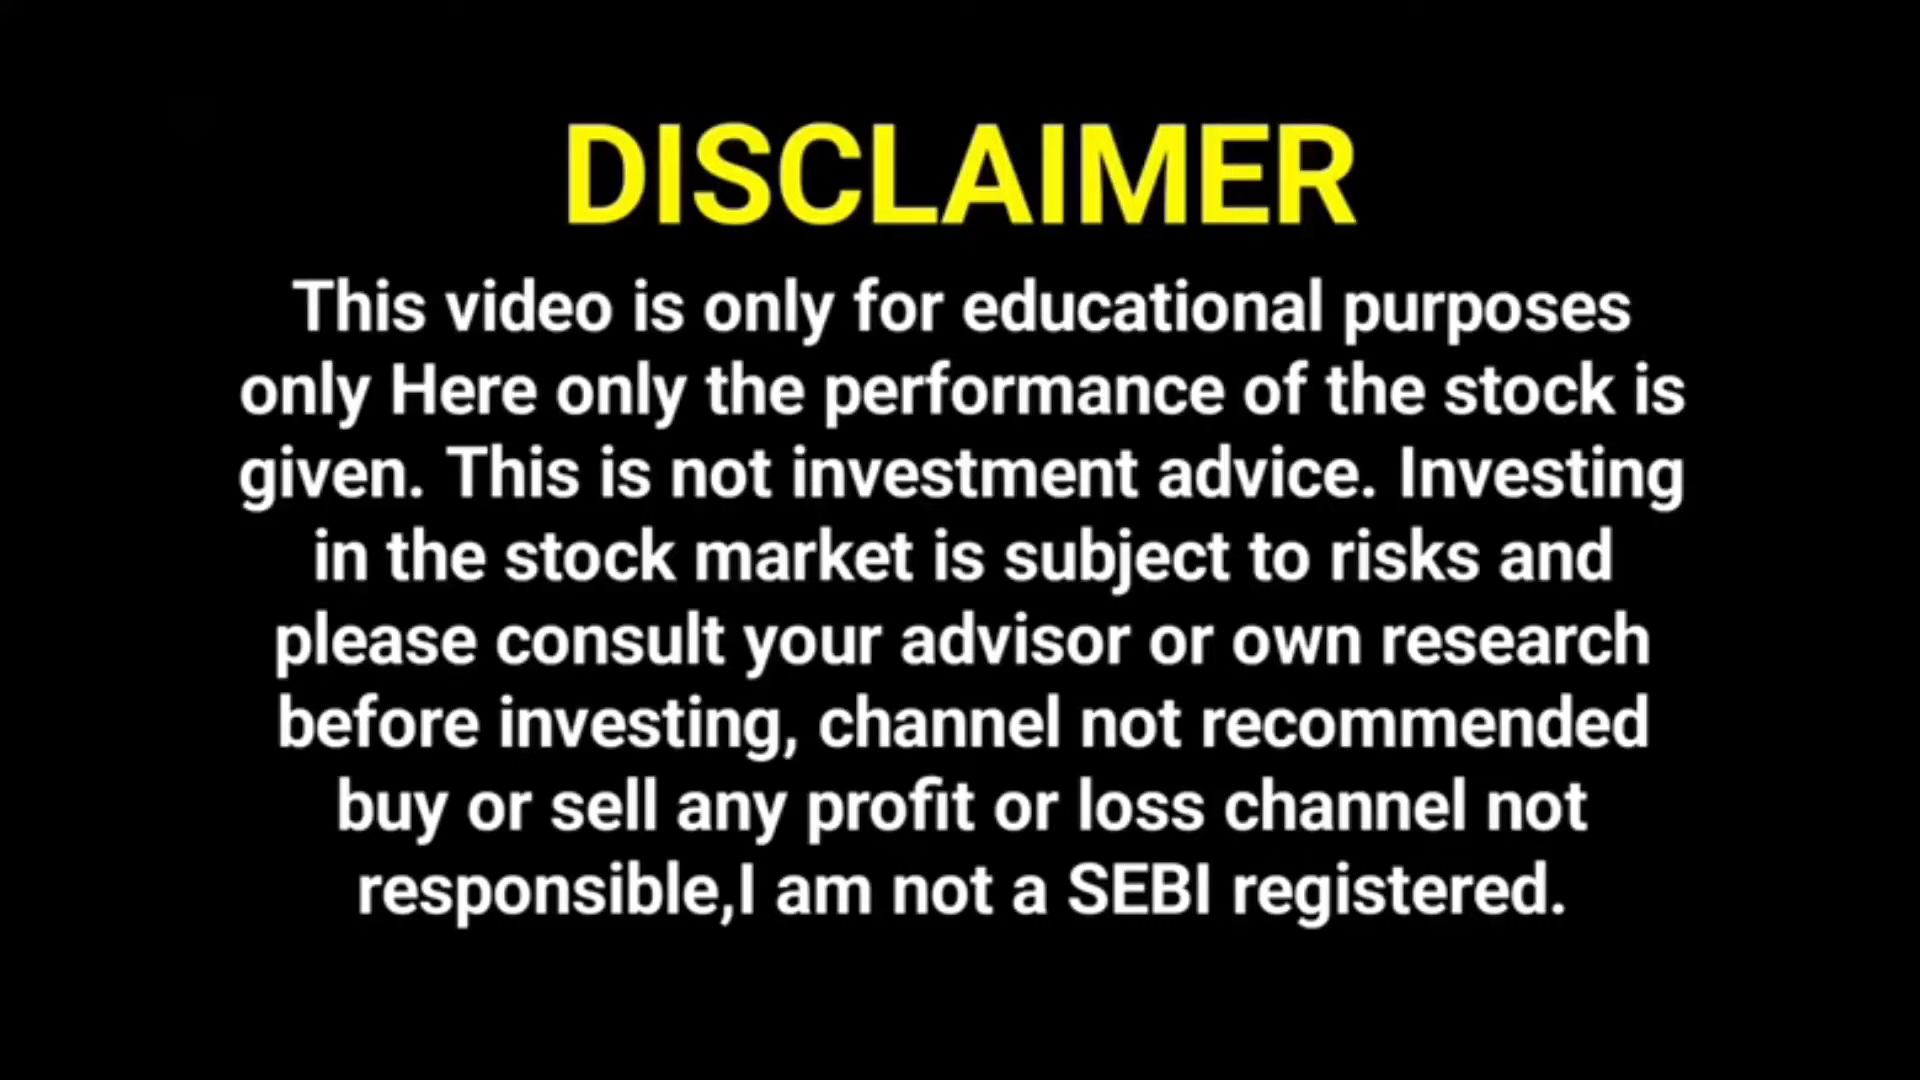 DISCLAIMER
This video is only for educational purposes
only Here only the performance of the stock is
given. This is not investment advice. Investing
in the stock market is subject to risks and
please consult your advisor or own research
before investing, channel not recommended
buy or sell any profit or loss channel not
responsible,I am not a SEBI registered.